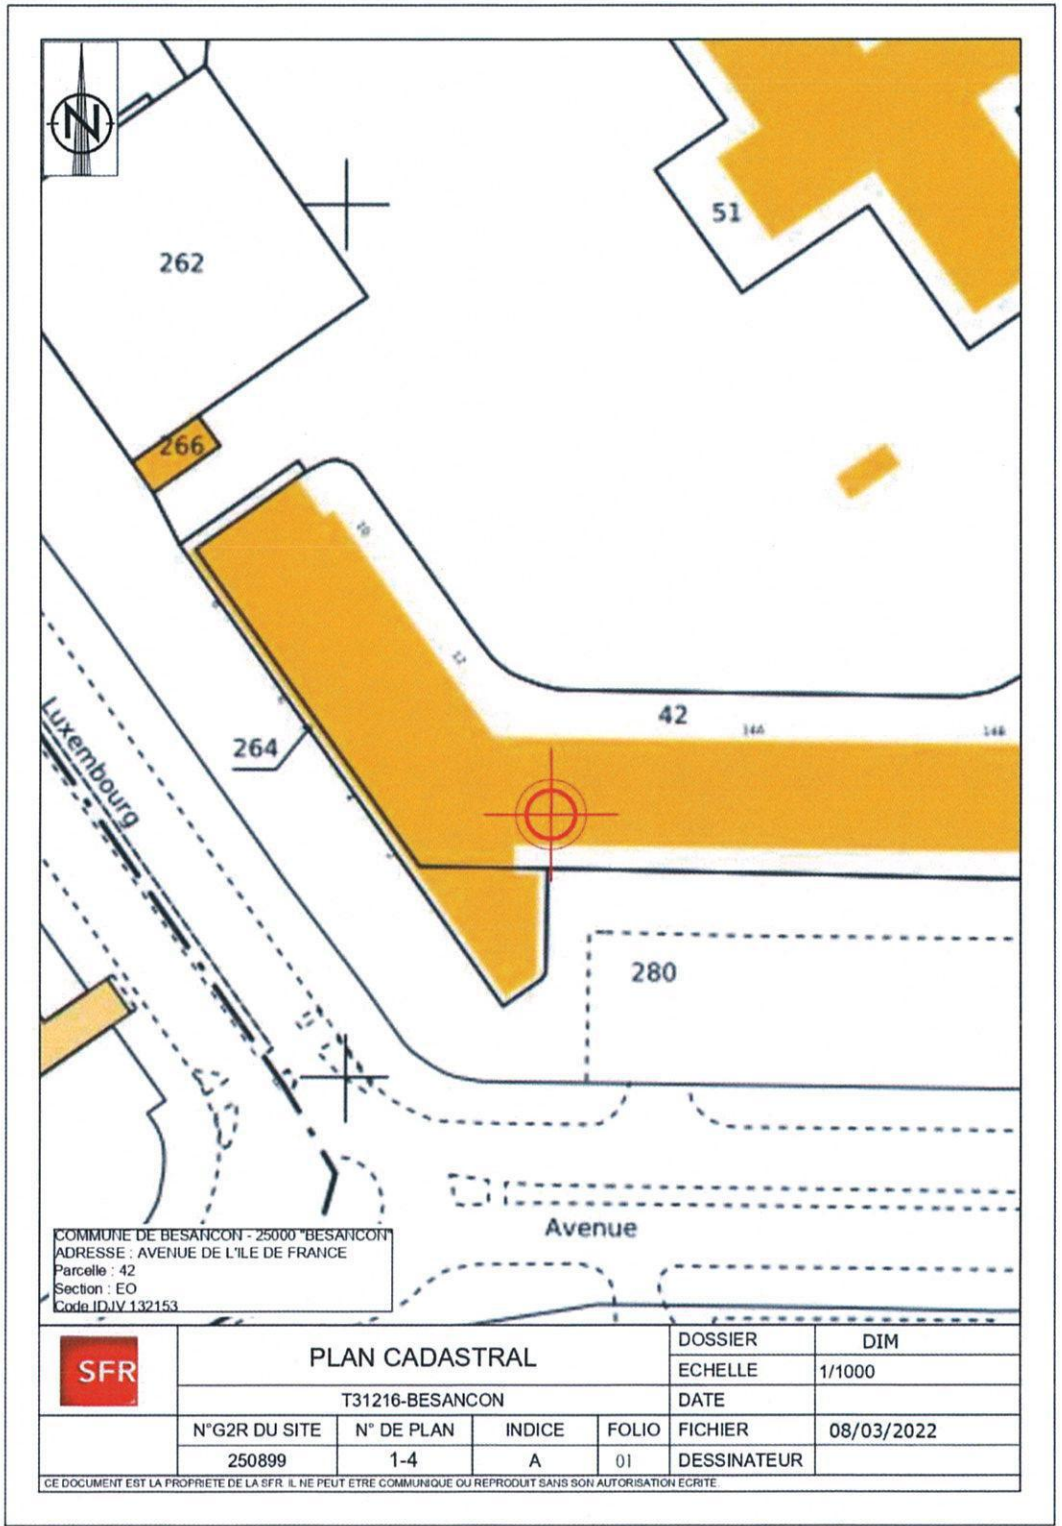 N
51
262
266
20
12
42
14A
14B
264
Luxembourg
280
Avenue
COMMUNE DE BESANCON - 25000 "BESANCON"
ADRESSE : AVENUE DE L'ILE DE FRANCE
Parcelle : 42
Section : EO
Code IDJV 132153
SFR
PLAN CADASTRAL
DOSSIER DIM
ECHELLE 1/1000
T31216-BESANCON
DATE
N°G2R DU SITE N° DE PLAN INDICE FOLIO FICHIER 08/03/2022
250899 1-4 A 01 DESSINATEUR
CE DOCUMENT EST LA PROPRIETE DE LA SFR IL NE PEUT ETRE COMMUNIQUE OU REPRODUIT SANS SON AUTORISATION ECRITE.